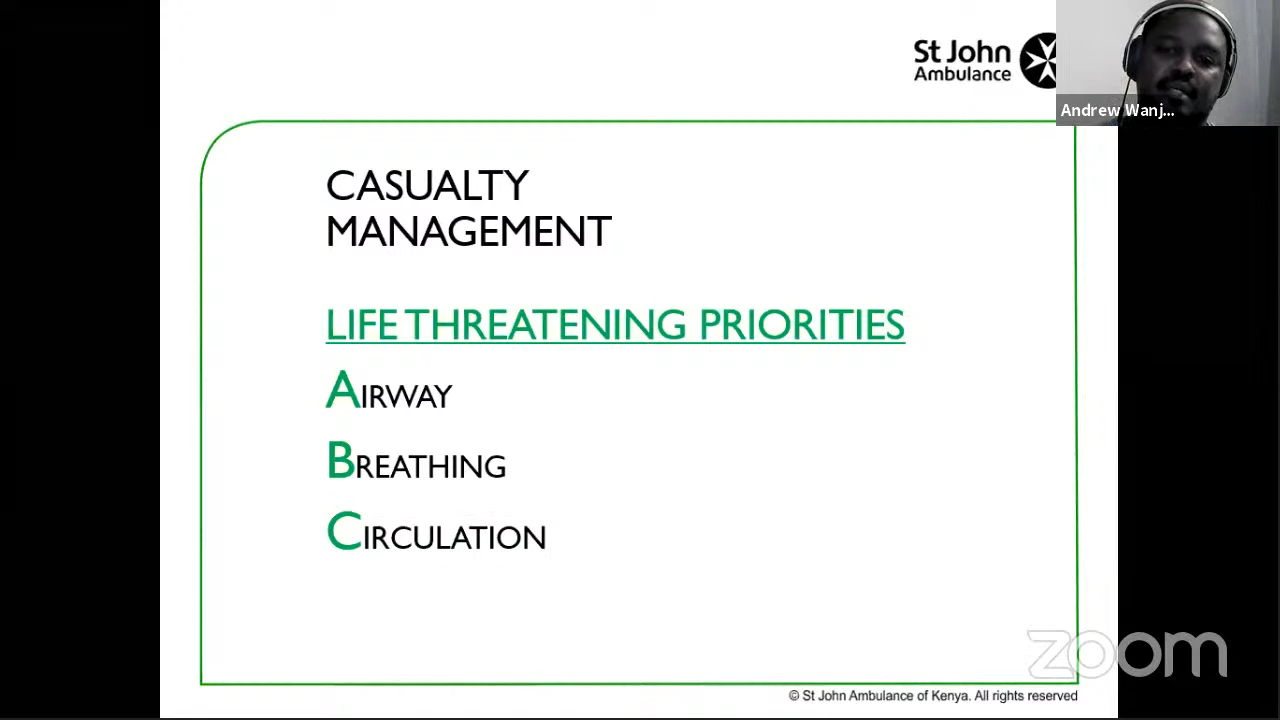 St John
Ambulance
Andrew Wanj...
CASUALTY
MANAGEMENT
LIFE THREATENING PRIORITIES
AIRWAY
BREATHING
CIRCULATION
zoom
© St John Ambulance of Kenya. All rights reserved